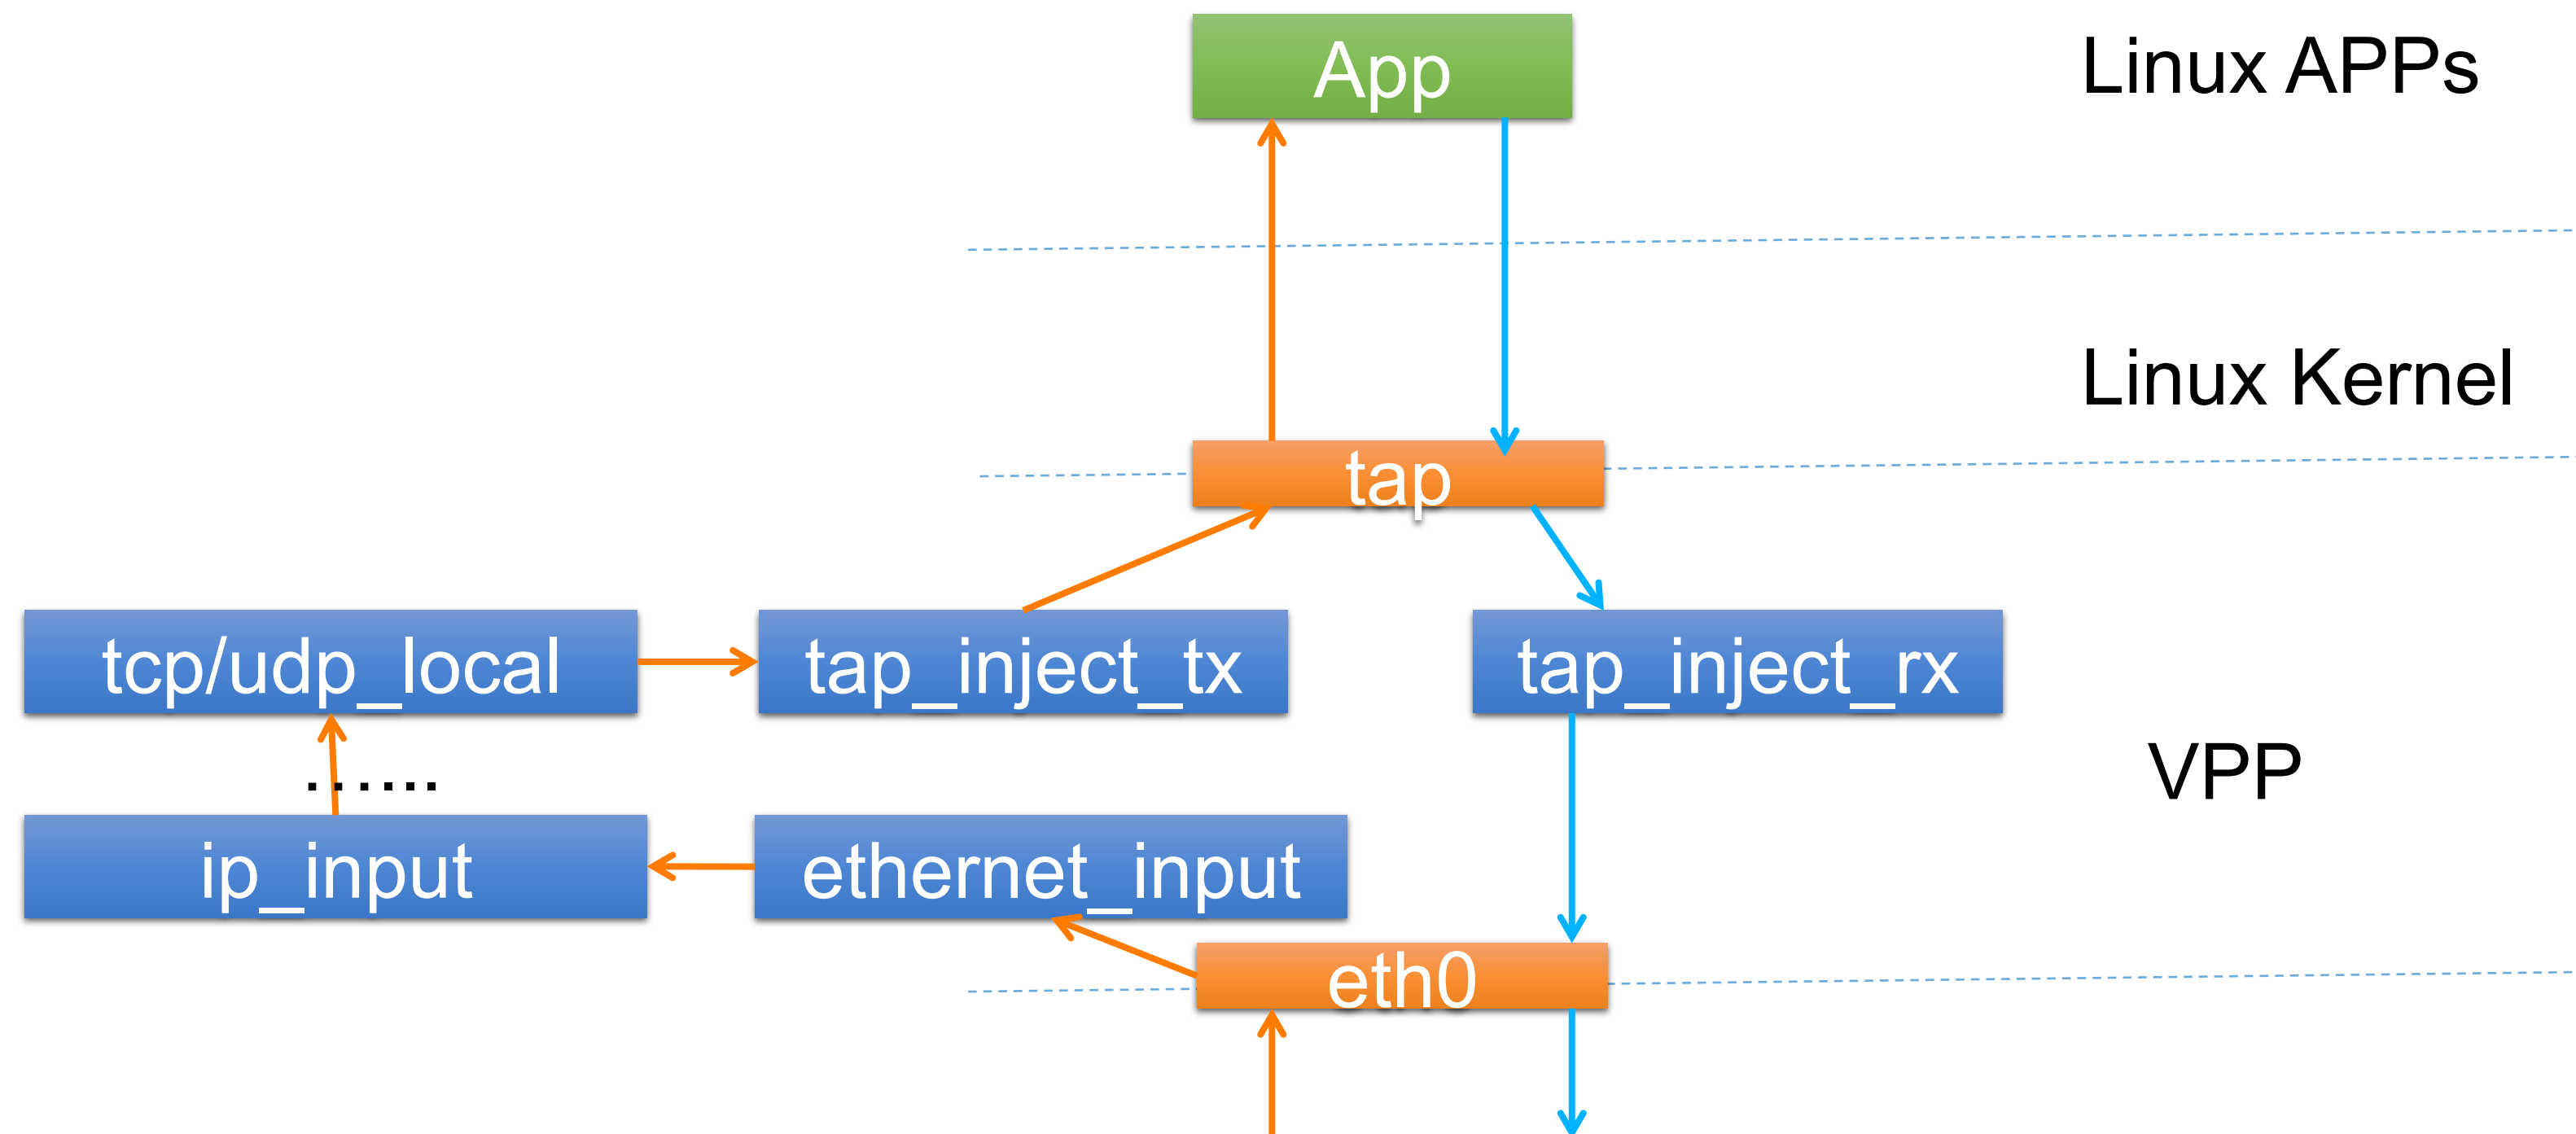 App
Linux APPs
Linux Kernel
tap
tcp/udp_local
tap_inject_tx
tap_inject_rx
VPP
......
ip_input
ethernet_input
eth0